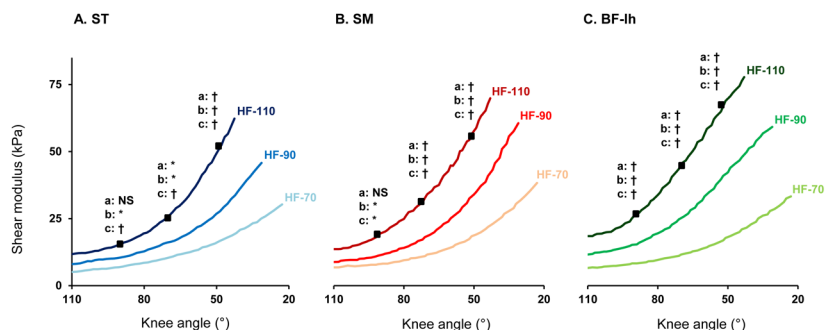 A. ST
B. SM
C. BF-lh
Shear modulus (kPa)
75
50
25
0
a: NS
b: *
c: †
a: *
b: *
c: †
a: †
b: †
c: †
HF-110
HF-90
HF-70
110
80
50
20
Knee angle (°)
a: NS
b: *
c: *
a: †
b: †
c: †
a: †
b: †
c: †
HF-110
HF-90
HF-70
110
80
50
20
Knee angle (°)
a: †
b: †
c: †
a: †
b: †
c: †
a: †
b: †
c: †
HF-110
HF-90
HF-70
110
80
50
20
Knee angle (°)